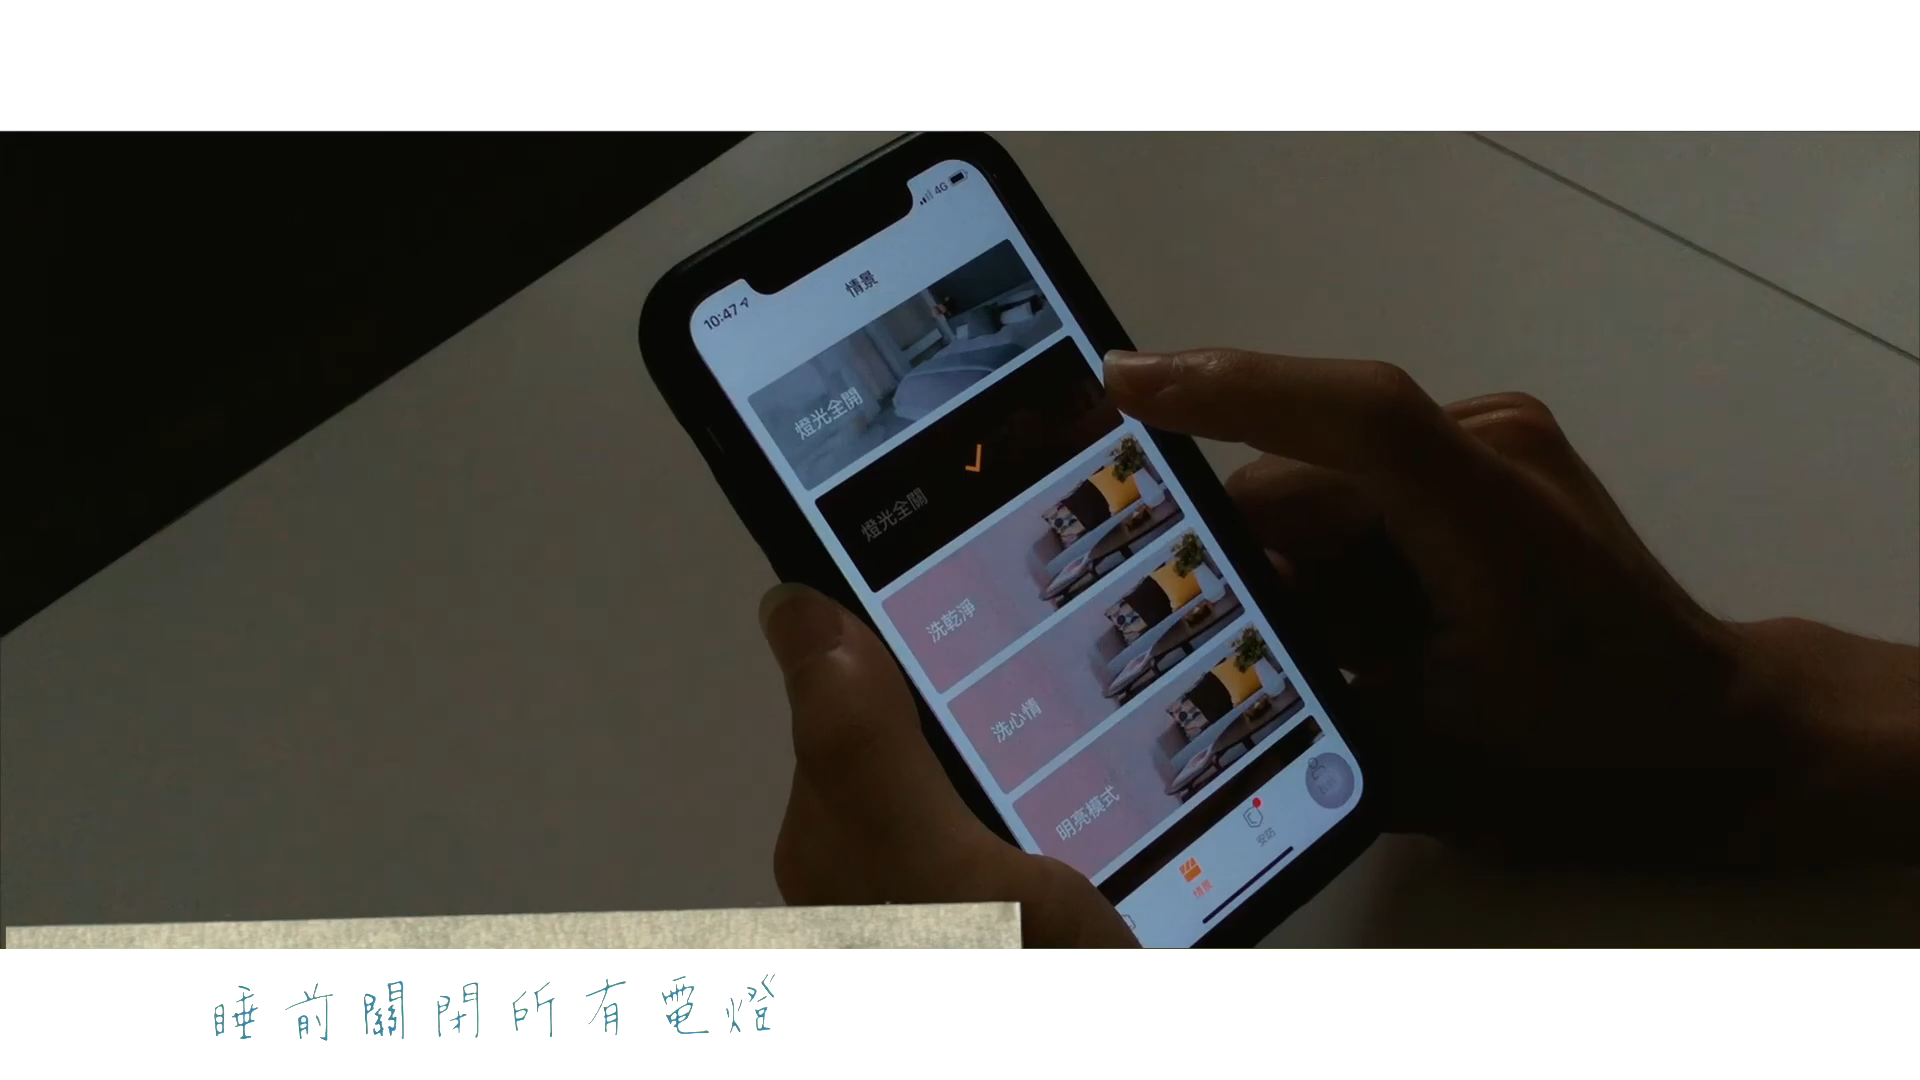 10:47
4G
情景
燈光全開
燈光全關
洗乾淨
洗心情
明亮模式
情景
安防
睡前關閉所有電燈